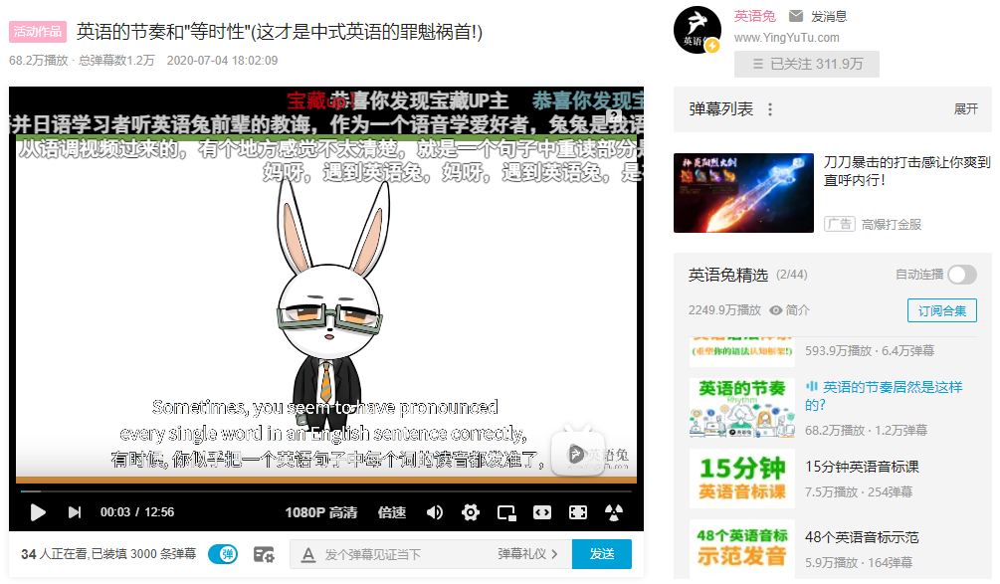 活动作品 英语的节奏和"等时性"(这才是中式英语的罪魁祸首!)
68.2万播放 · 总弹幕数1.2万 2020-07-04 18:02:09
宝藏up!
恭喜你发现宝藏UP主 恭喜你发现宝
并日语学习者听英语兔前辈的教诲，作为一个语音学爱好者，兔兔是我语
从语调视频过来的，有个地方感觉不太清楚，就是一个句子中重读部分是
妈呀，遇到英语兔，妈呀，遇到英语兔，是
Sometimes, you seem to have pronounced
every single word in an English sentence correctly,
有时候, 你似乎把一个英语句子中每个词的读音都发准了,
英语兔
00:03 / 12:56 1080P 高清 倍速
34 人正在看,已装填 3000 条弹幕 弹 发个弹幕见证当下 弹幕礼仪 发送
英语兔 发消息
www.YingYuTu.com
已关注 311.9万
弹幕列表 展开
刀刀暴击的打击感让你爽到
直呼内行！
广告 高爆打金服
英语兔精选 (2/44) 自动连播
2249.9万播放 简介 订阅合集
(重塑你的语法认知框架!)
593.9万播放 · 6.4万弹幕
英语的节奏
Rhythm
英语的节奏居然是这样
的?
68.2万播放 · 1.2万弹幕
15分钟
英语音标课
15分钟英语音标课
7.5万播放 · 254弹幕
48个英语音标
示范发音
48个英语音标示范
5.9万播放 · 164弹幕